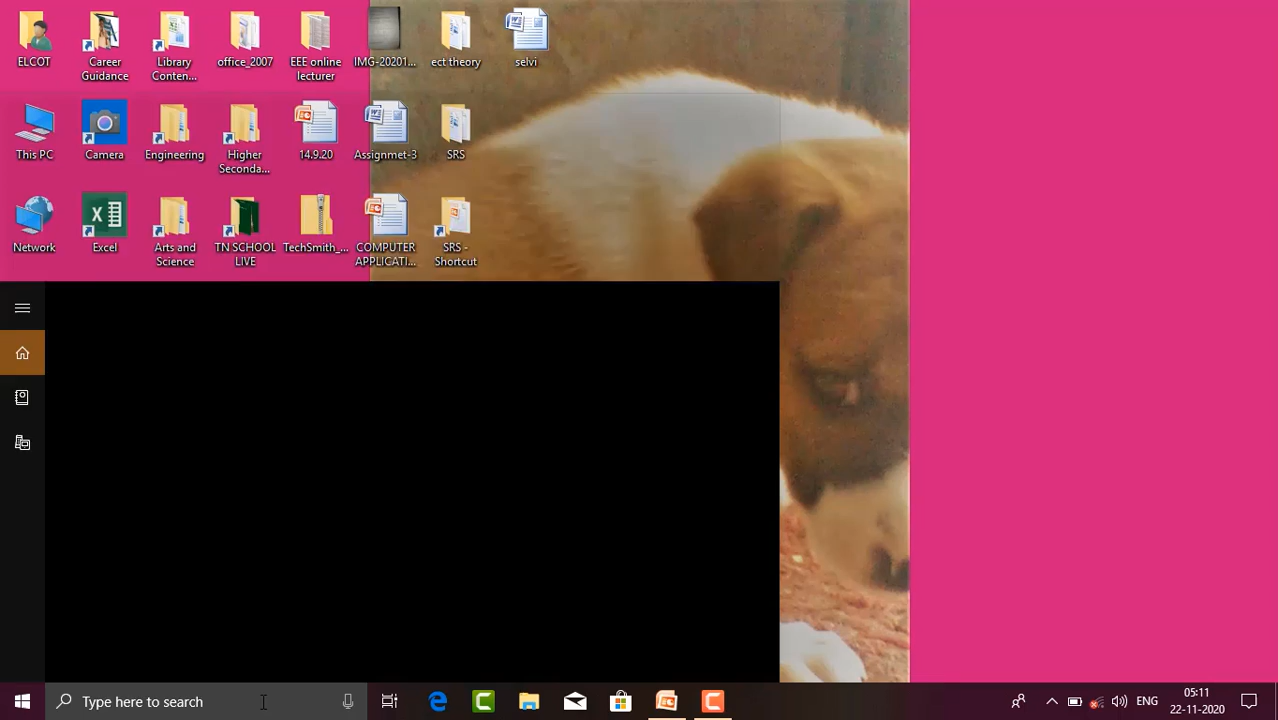 ELCOT
Career
Guidance
Library
Conten...
office_2007
EEE online
lecturer
IMG-20201...
ect theory
selvi
This PC
Camera
Engineering
Higher
Seconda...
14.9.20
Assignmet-3
SRS
Network
Excel
Arts and
Science
TN SCHOOL
LIVE
TechSmith_...
COMPUTER
APPLICATI...
SRS -
Shortcut
Type here to search
ENG
05:11
22-11-2020